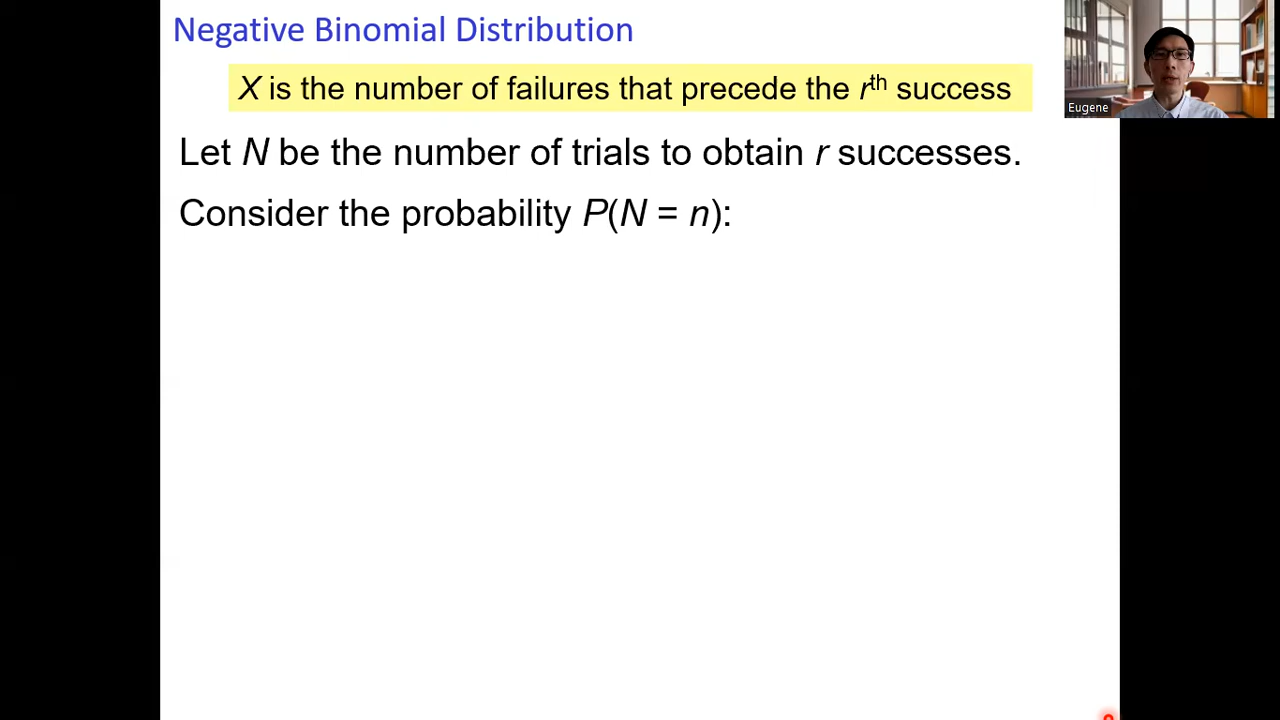 Negative Binomial Distribution
X is the number of failures that precede the rth success
Eugene
Let N be the number of trials to obtain r successes.
Consider the probability P(N = n):